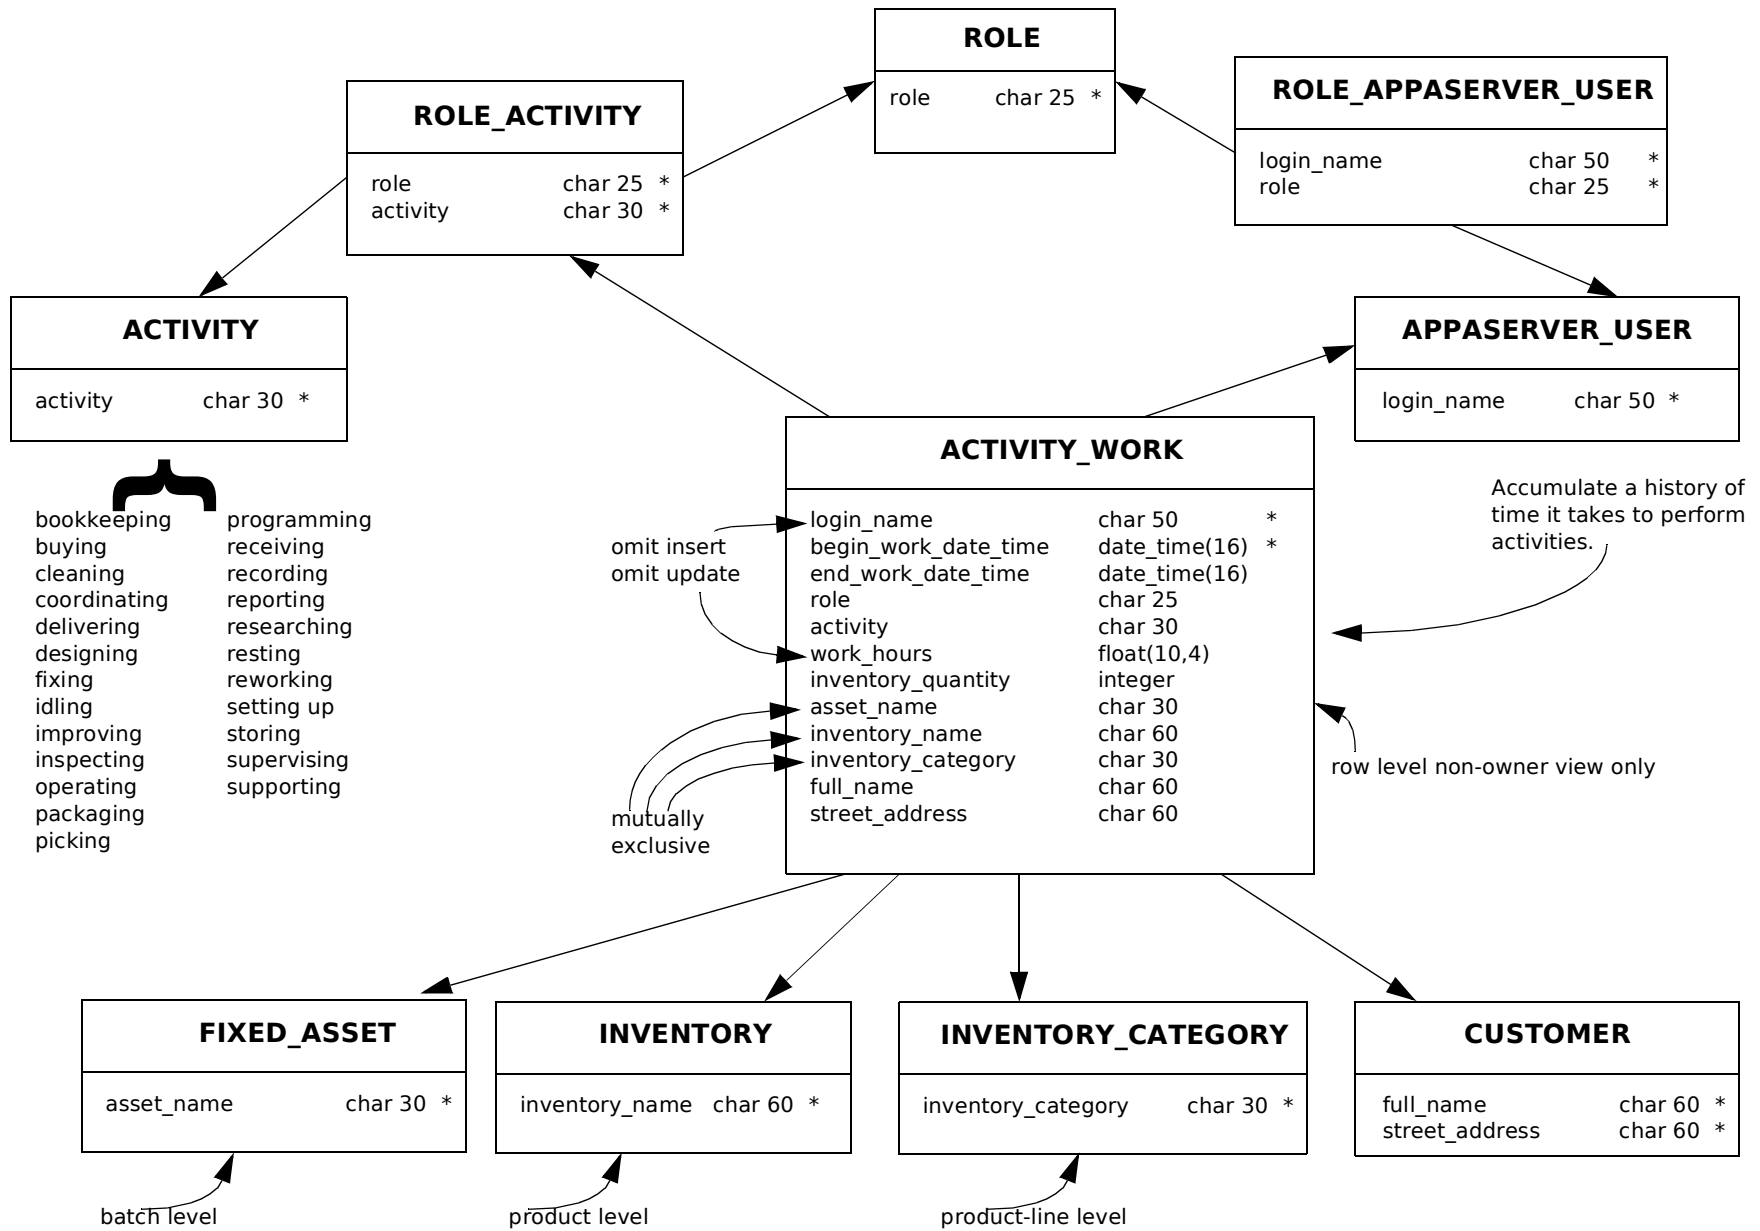 ROLE
role char 25 *
ROLE_APPASERVER_USER
login_name char 50 *
role char 25 *
ROLE_ACTIVITY
role char 25 *
activity char 30 *
ACTIVITY
activity char 30 *
APPASERVER_USER
login_name char 50 *
bookkeeping programming
buying receiving
cleaning recording
coordinating reporting
delivering researching
designing resting
fixing reworking
idling setting up
improving storing
inspecting supervising
operating supporting
packaging
picking
omit insert
omit update
mutually
exclusive
ACTIVITY_WORK
login_name char 50 *
begin_work_date_time date_time(16) *
end_work_date_time date_time(16)
role char 25
activity char 30
work_hours float(10,4)
inventory_quantity integer
asset_name char 30
inventory_name char 60
inventory_category char 30
full_name char 60
street_address char 60
Accumulate a history of
time it takes to perform
activities.
row level non-owner view only
FIXED_ASSET
asset_name char 30 *
batch level
INVENTORY
inventory_name char 60 *
product level
INVENTORY_CATEGORY
inventory_category char 30 *
product-line level
CUSTOMER
full_name char 60 *
street_address char 60 *